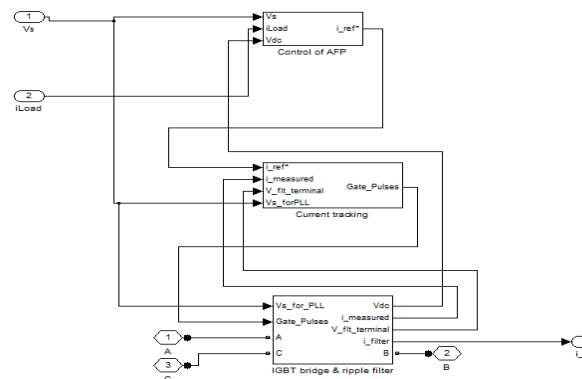 1
Vs
Vs
iLoad
Vdc
i_ref*
Control of AFP
2
iLoad
i_ref*
i_measured
V_flt_terminal
Vs_forPLL
Gate_Pulses
Current tracking
Vs_for_PLL
Gate_Pulses
A
C
Vdc
i_measured
V_flt_terminal
i_filter
B
IGBT bridge & ripple filter
1
A
3
2
B